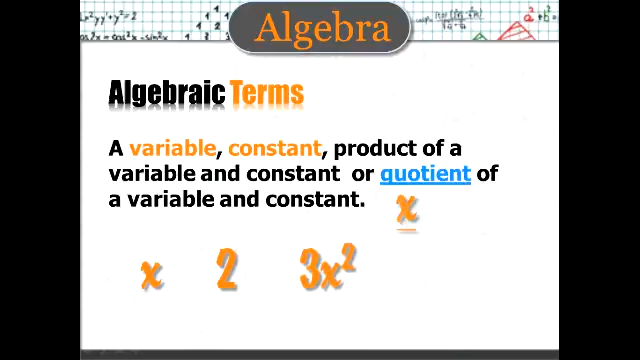 Algebra
Algebraic Terms
A variable, constant, product of a
variable and constant or quotient of
a variable and constant.
x
x 2 3x²